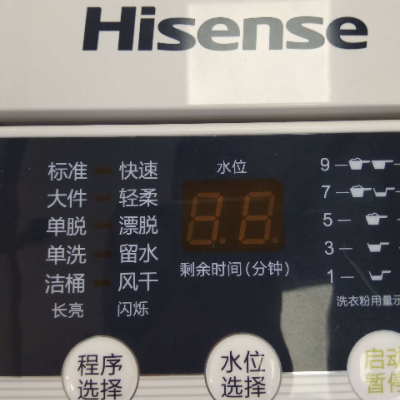 Hisense
标准 快速
大件 轻柔
单脱 漂脱
单洗 留水
洁桶 风干
长亮 闪烁
水位
88
剩余时间(分钟)
9
7
5
3
1
洗衣粉用量示
程序
选择
水位
选择
启动
暂停